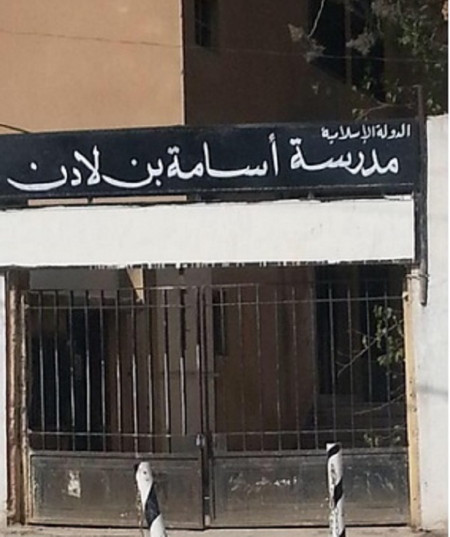 الدولة الإسلامية
مدرسة أسامة بن لادن